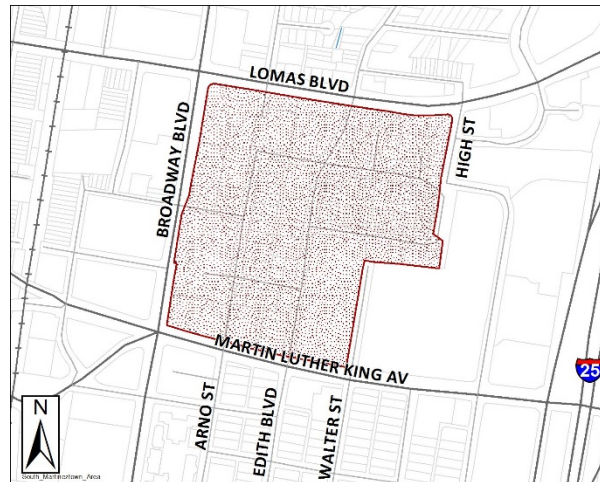 LOMAS BLVD
BROADWAY BLVD
HIGH ST
MARTIN LUTHER KING AV
25
ARNO ST
EDITH BLVD
WALTER ST
N
South_Martineztown_Area